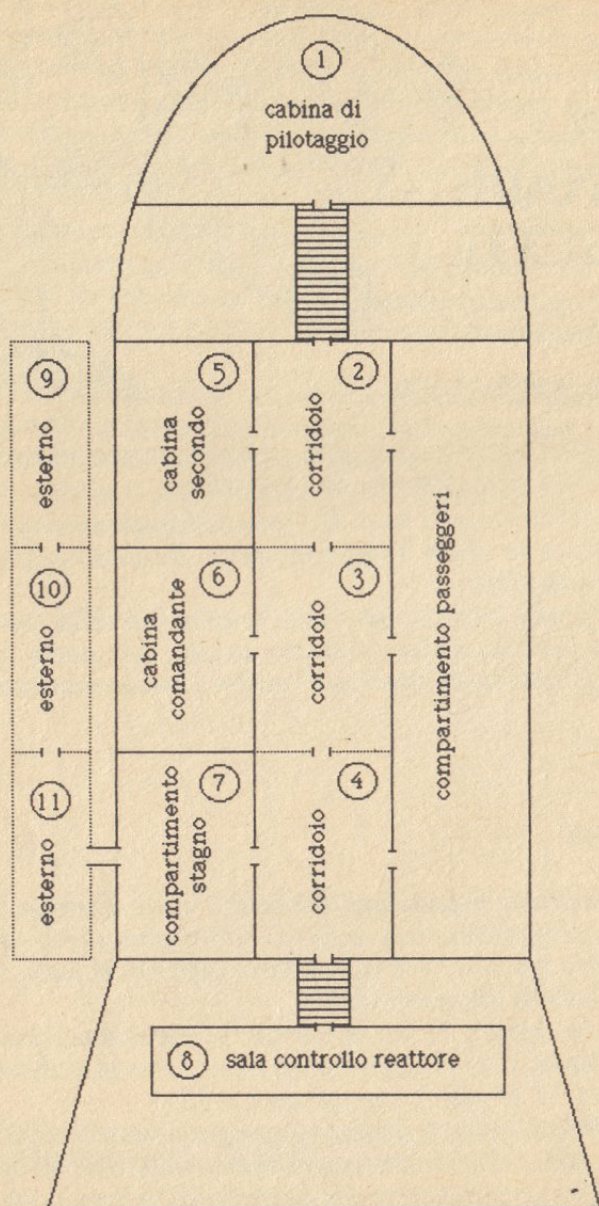 1
cabina di
pilotaggio
9
esterno
5
cabina
secondo
2
corridoio
10
esterno
6
cabina
comandante
3
corridoio
compartimento passeggeri
11
esterno
7
compartimento
stagno
4
corridoio
8 sala controllo reattore